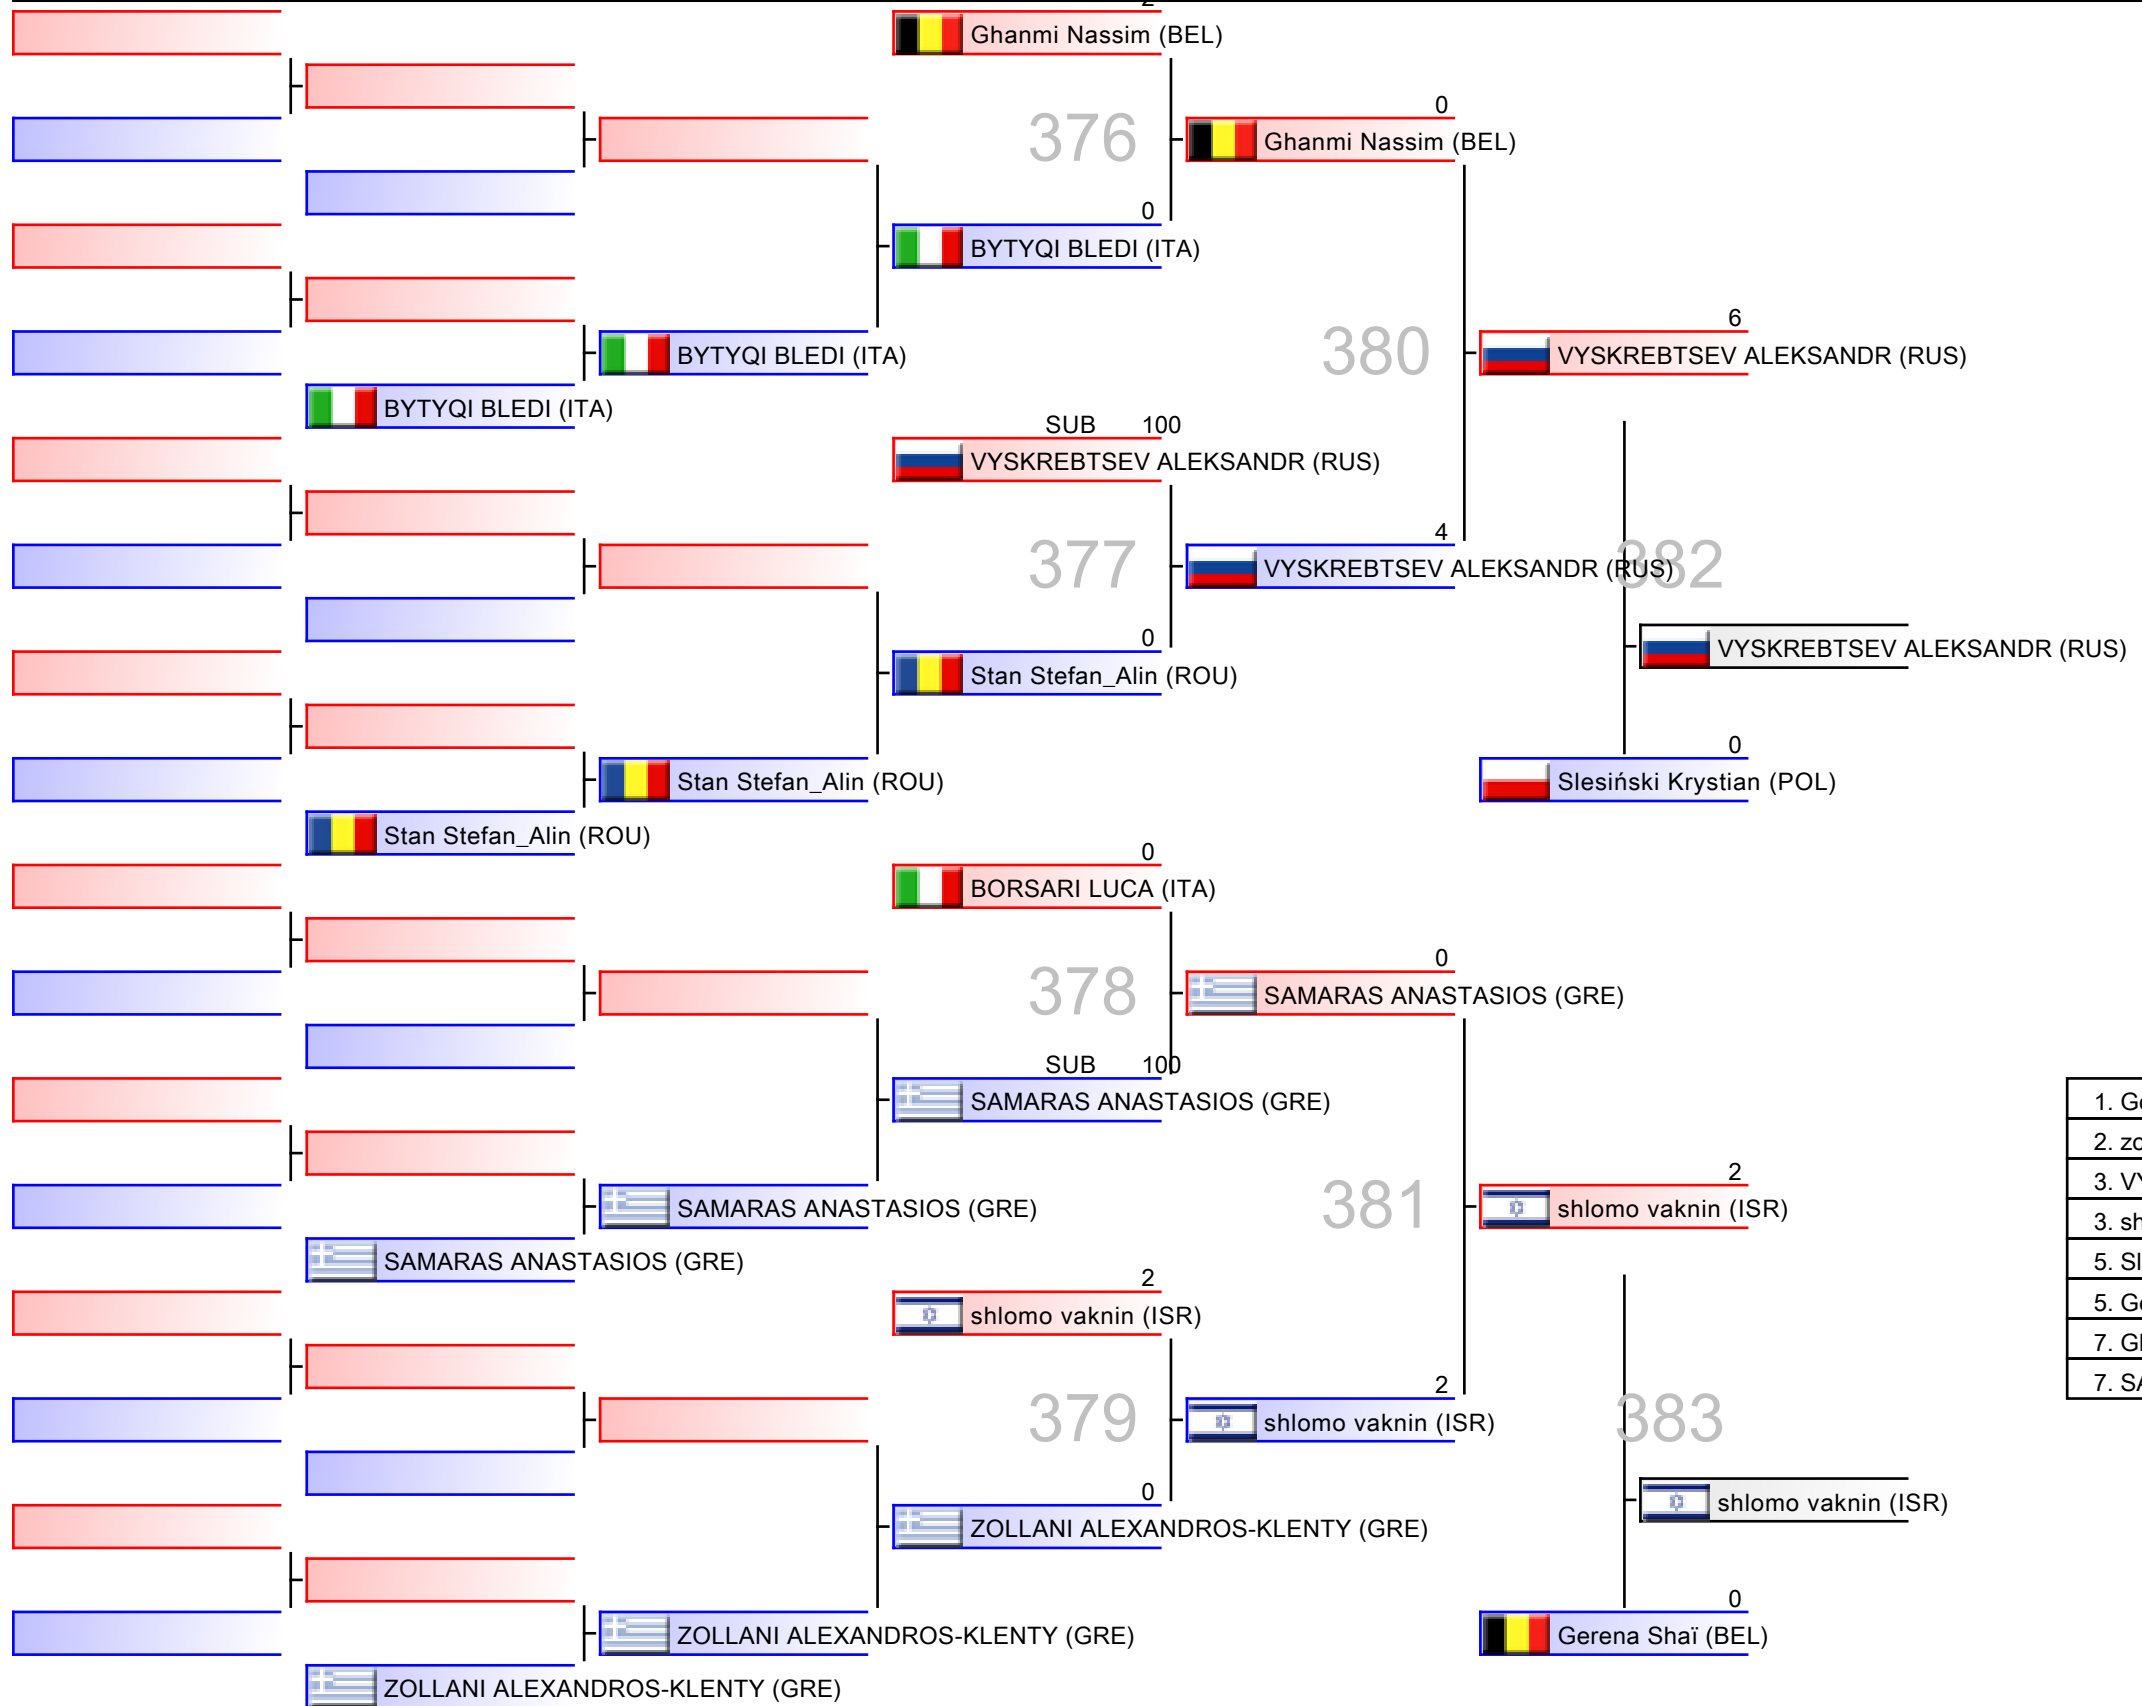 2
Ghanmi Nassim (BEL)
376
0
Ghanmi Nassim (BEL)
0
BYTYQI BLEDI (ITA)
6
380
VYSKREBTSEV ALEKSANDR (RUS)
BYTYQI BLEDI (ITA)
BYTYQI BLEDI (ITA)
SUB 100
VYSKREBTSEV ALEKSANDR (RUS)
377
4
VYSKREBTSEV ALEKSANDR (RUS)
382
0
Stan Stefan_Alin (ROU)
VYSKREBTSEV ALEKSANDR (RUS)
0
Slesiński Krystian (POL)
Stan Stefan_Alin (ROU)
Stan Stefan_Alin (ROU)
0
BORSARI LUCA (ITA)
378
0
SAMARAS ANASTASIOS (GRE)
SUB 100
SAMARAS ANASTASIOS (GRE)
2
381
shlomo vaknin (ISR)
SAMARAS ANASTASIOS (GRE)
SAMARAS ANASTASIOS (GRE)
2
shlomo vaknin (ISR)
379
2
shlomo vaknin (ISR)
383
0
ZOLLANI ALEXANDROS-KLENTY (GRE)
shlomo vaknin (ISR)
0
Gerena Shaï (BEL)
ZOLLANI ALEXANDROS-KLENTY (GRE)
ZOLLANI ALEXANDROS-KLENTY (GRE)
1.
2.
3.
3.
5.
5.
7.
7.